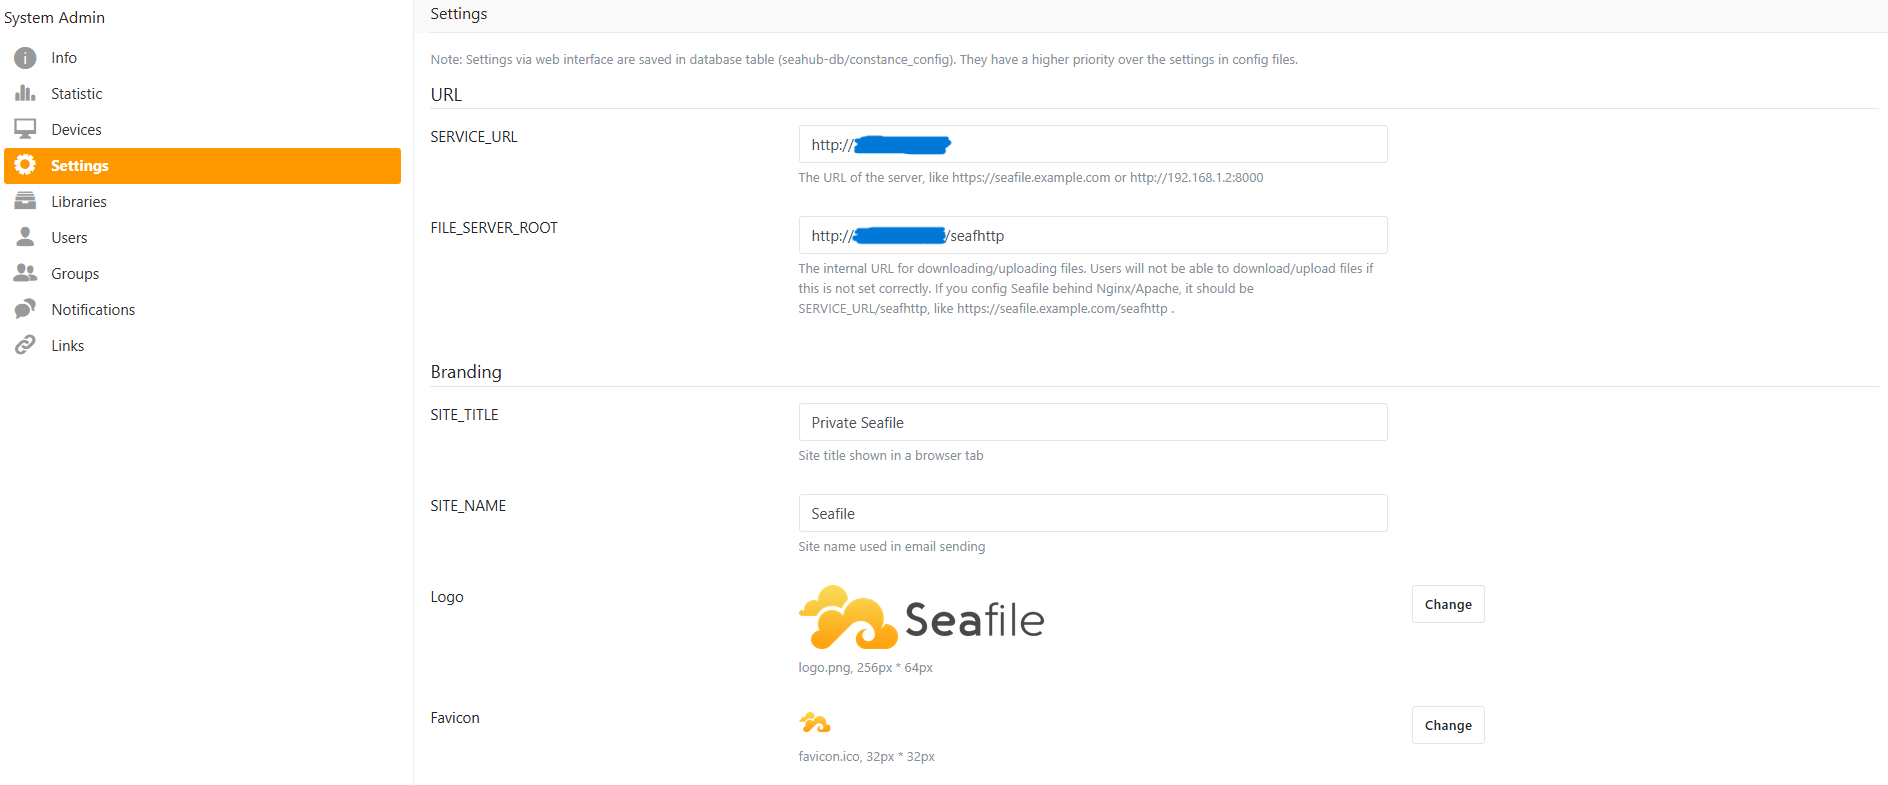 System Admin
Info
Statistic
Devices
Settings
Libraries
Users
Groups
Notifications
Links
Settings
Note: Settings via web interface are saved in database table (seahub-db/constance_config). They have a higher priority over the settings in config files.
URL
SERVICE_URL
http://
The URL of the server, like https://seafile.example.com or http://192.168.1.2:8000
FILE_SERVER_ROOT
http:// /seafhttp
The internal URL for downloading/uploading files. Users will not be able to download/upload files if
this is not set correctly. If you config Seafile behind Nginx/Apache, it should be
SERVICE_URL/seafhttp, like https://seafile.example.com/seafhttp .
Branding
SITE_TITLE
Private Seafile
Site title shown in a browser tab
SITE_NAME
Seafile
Site name used in email sending
Logo
Seafile
Change
logo.png, 256px * 64px
Favicon
Change
favicon.ico, 32px * 32px